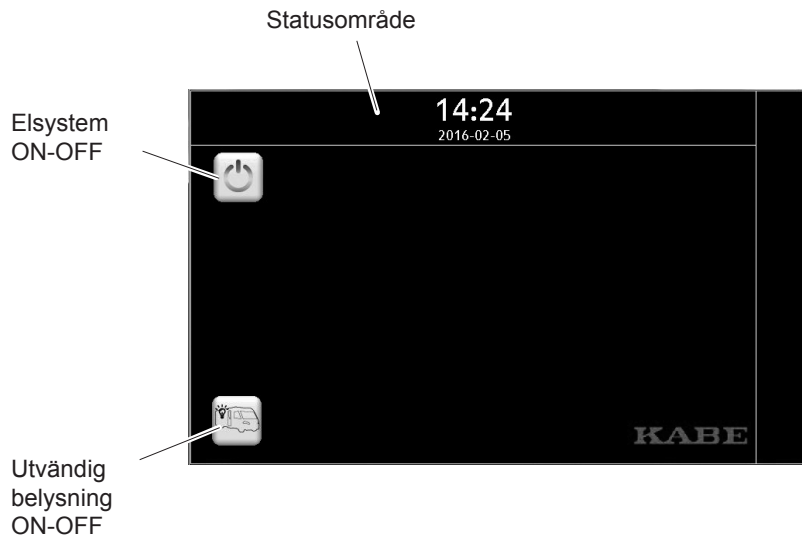 Statusområde
Elsystem
ON-OFF
14:24
2016-02-05
KABE
Utvändig
belysning
ON-OFF